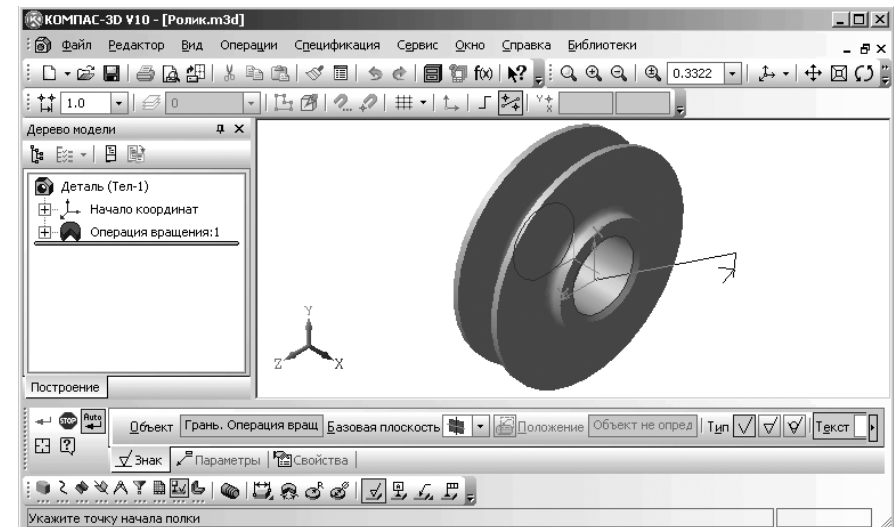 КОМПАС-3D V10 - [Ролик.m3d]
Файл Редактор Вид Операции Спецификация Сервис Окно Справка Библиотеки
f(x) 0.3322
1.0 0 Y X
Дерево модели
Деталь (Тел-1)
Начало координат
Операция вращения:1
Y
Z X
Построение
STOP Auto Объект Грань. Операция вращ Базовая плоскость Положение Объект не опред Тип Текст
Знак Параметры Свойства
Укажите точку начала полки